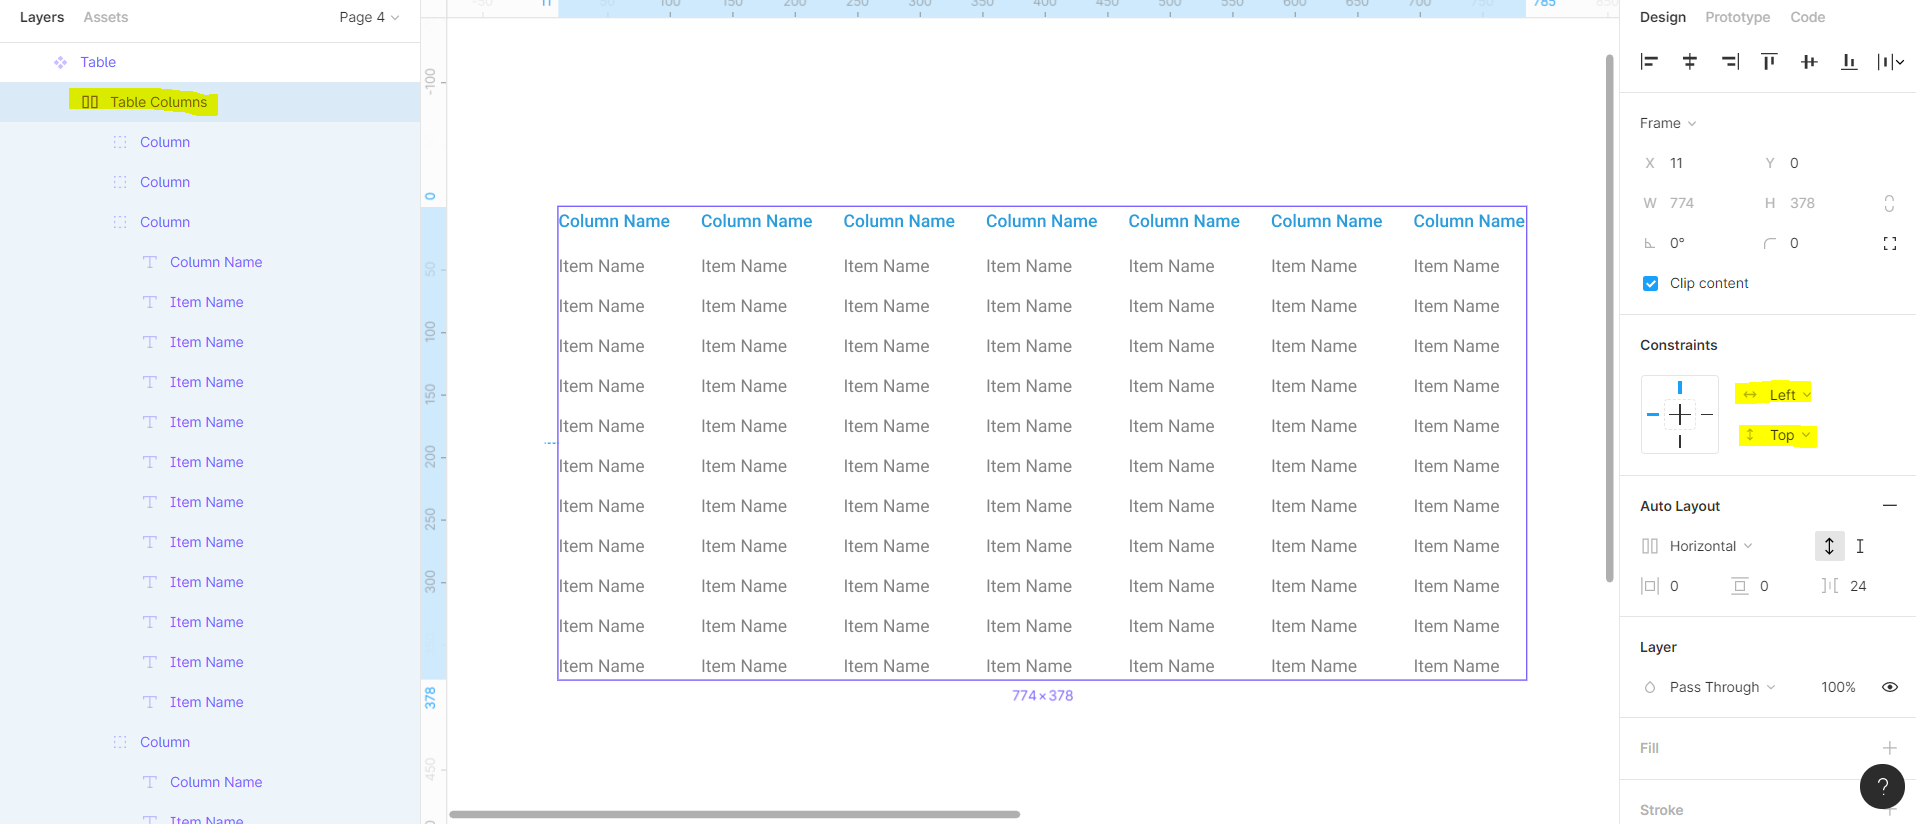 Layers Assets Page 4
Table
Table Columns
Column
Column
Column
Column Name
Item Name
Item Name
Item Name
Item Name
Item Name
Item Name
Item Name
Item Name
Item Name
Item Name
Item Name
Column
Column Name
Item Name
-50 11 50 100 150 200 250 300 350 400 450 500 550 600 650 700 750 785 850
-100
0
50
100
150
200
250
300
378
450
Column Name Column Name Column Name Column Name Column Name Column Name Column Name
Item Name Item Name Item Name Item Name Item Name Item Name Item Name
Item Name Item Name Item Name Item Name Item Name Item Name Item Name
Item Name Item Name Item Name Item Name Item Name Item Name Item Name
Item Name Item Name Item Name Item Name Item Name Item Name Item Name
Item Name Item Name Item Name Item Name Item Name Item Name Item Name
Item Name Item Name Item Name Item Name Item Name Item Name Item Name
Item Name Item Name Item Name Item Name Item Name Item Name Item Name
Item Name Item Name Item Name Item Name Item Name Item Name Item Name
Item Name Item Name Item Name Item Name Item Name Item Name Item Name
Item Name Item Name Item Name Item Name Item Name Item Name Item Name
Item Name Item Name Item Name Item Name Item Name Item Name Item Name
774 × 378
Design Prototype Code
Frame
X 11 Y 0
W 774 H 378
0° 0
Clip content
Constraints
Left
Top
Auto Layout
Horizontal
0 0 24
Layer
Pass Through 100%
Fill
?
Stroke